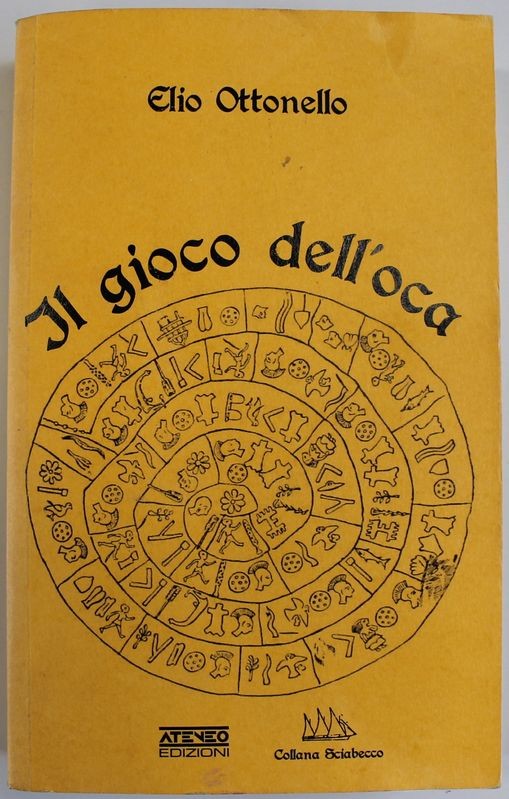 Elio Ottonello
Il gioco dell'oca
ATENEO
EDIZIONI
Collana Sciabecco